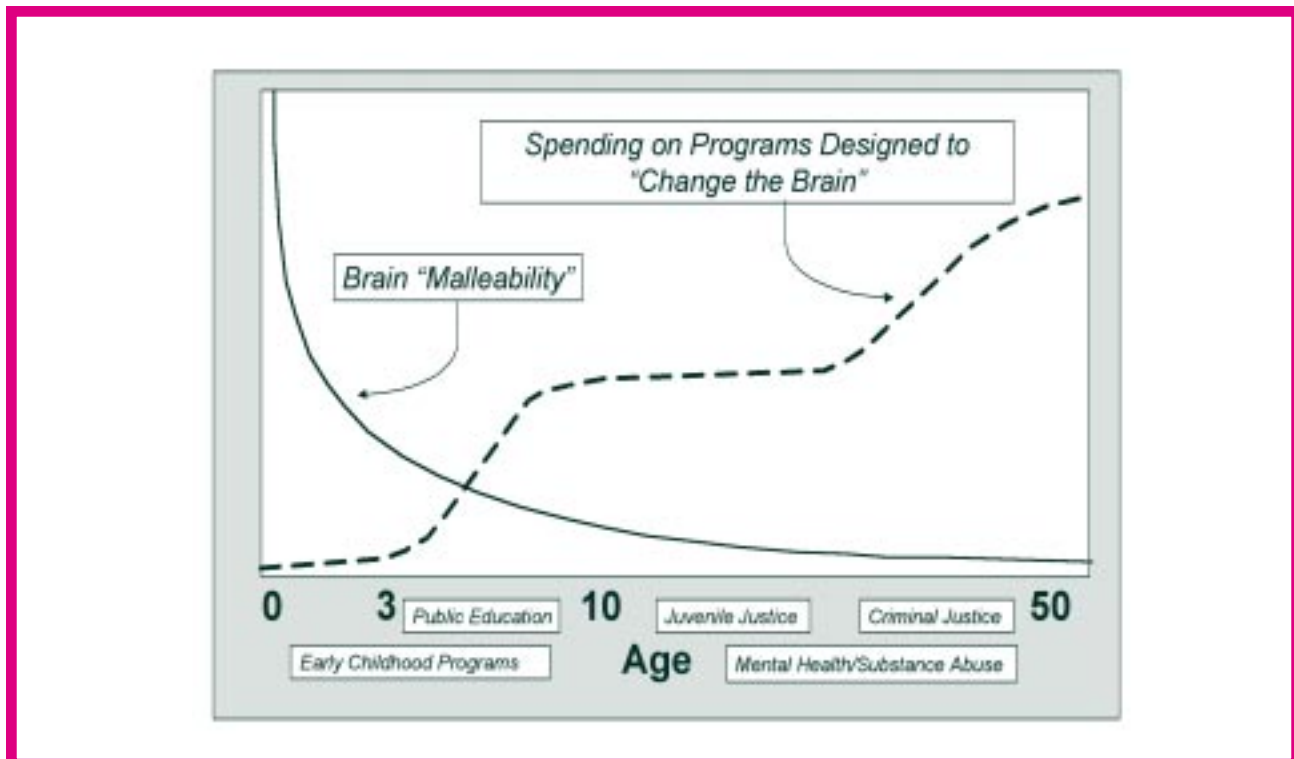 Spending on Programs Designed to
“Change the Brain”
Brain “Malleability”
0
3
10
50
Public Education
Juvenile Justice
Criminal Justice
Early Childhood Programs
Age
Mental Health/Substance Abuse